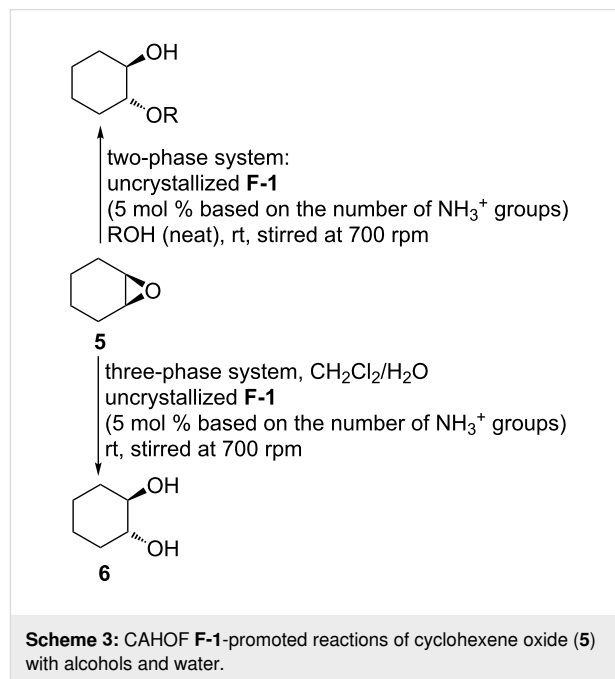 OH
OR
two-phase system:
uncrystallized F-1
(5 mol % based on the number of NH₃⁺ groups)
ROH (neat), rt, stirred at 700 rpm
O
5
three-phase system, CH₂Cl₂/H₂O
uncrystallized F-1
(5 mol % based on the number of NH₃⁺ groups)
rt, stirred at 700 rpm
OH
OH
6
Scheme 3: CAHOF F-1-promoted reactions of cyclohexene oxide (5)
with alcohols and water.